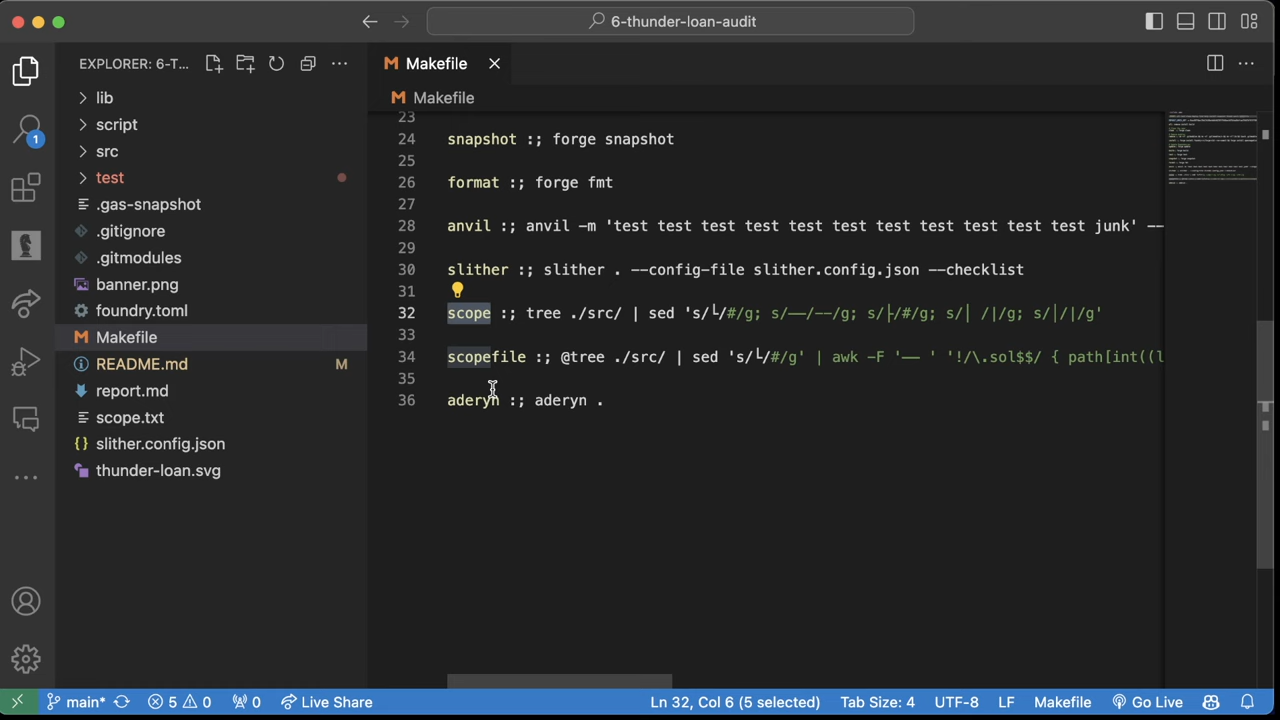 6-thunder-loan-audit
EXPLORER: 6-T...
lib
script
src
test
.gas-snapshot
.gitignore
.gitmodules
banner.png
foundry.toml
Makefile
README.md M
report.md
scope.txt
slither.config.json
thunder-loan.svg
1
Makefile
Makefile
23
24 snapshot :; forge snapshot
25
26 format :; forge fmt
27
28 anvil :; anvil -m 'test test test test test test test test test test test junk' --
29
30 slither :; slither . --config-file slither.config.json --checklist
31
32 scope :; tree ./src/ | sed 's/└/#/g; s/──/--/g; s/├/#/g; s/│ /|/g; s/│/|/g'
33
34 scopefile :; @tree ./src/ | sed 's/└/#/g' | awk -F '── ' '!/\.sol$$/ { path[int((l
35
36 aderyn :; aderyn .
main* 5 0 0 Live Share Ln 32, Col 6 (5 selected) Tab Size: 4 UTF-8 LF Makefile Go Live